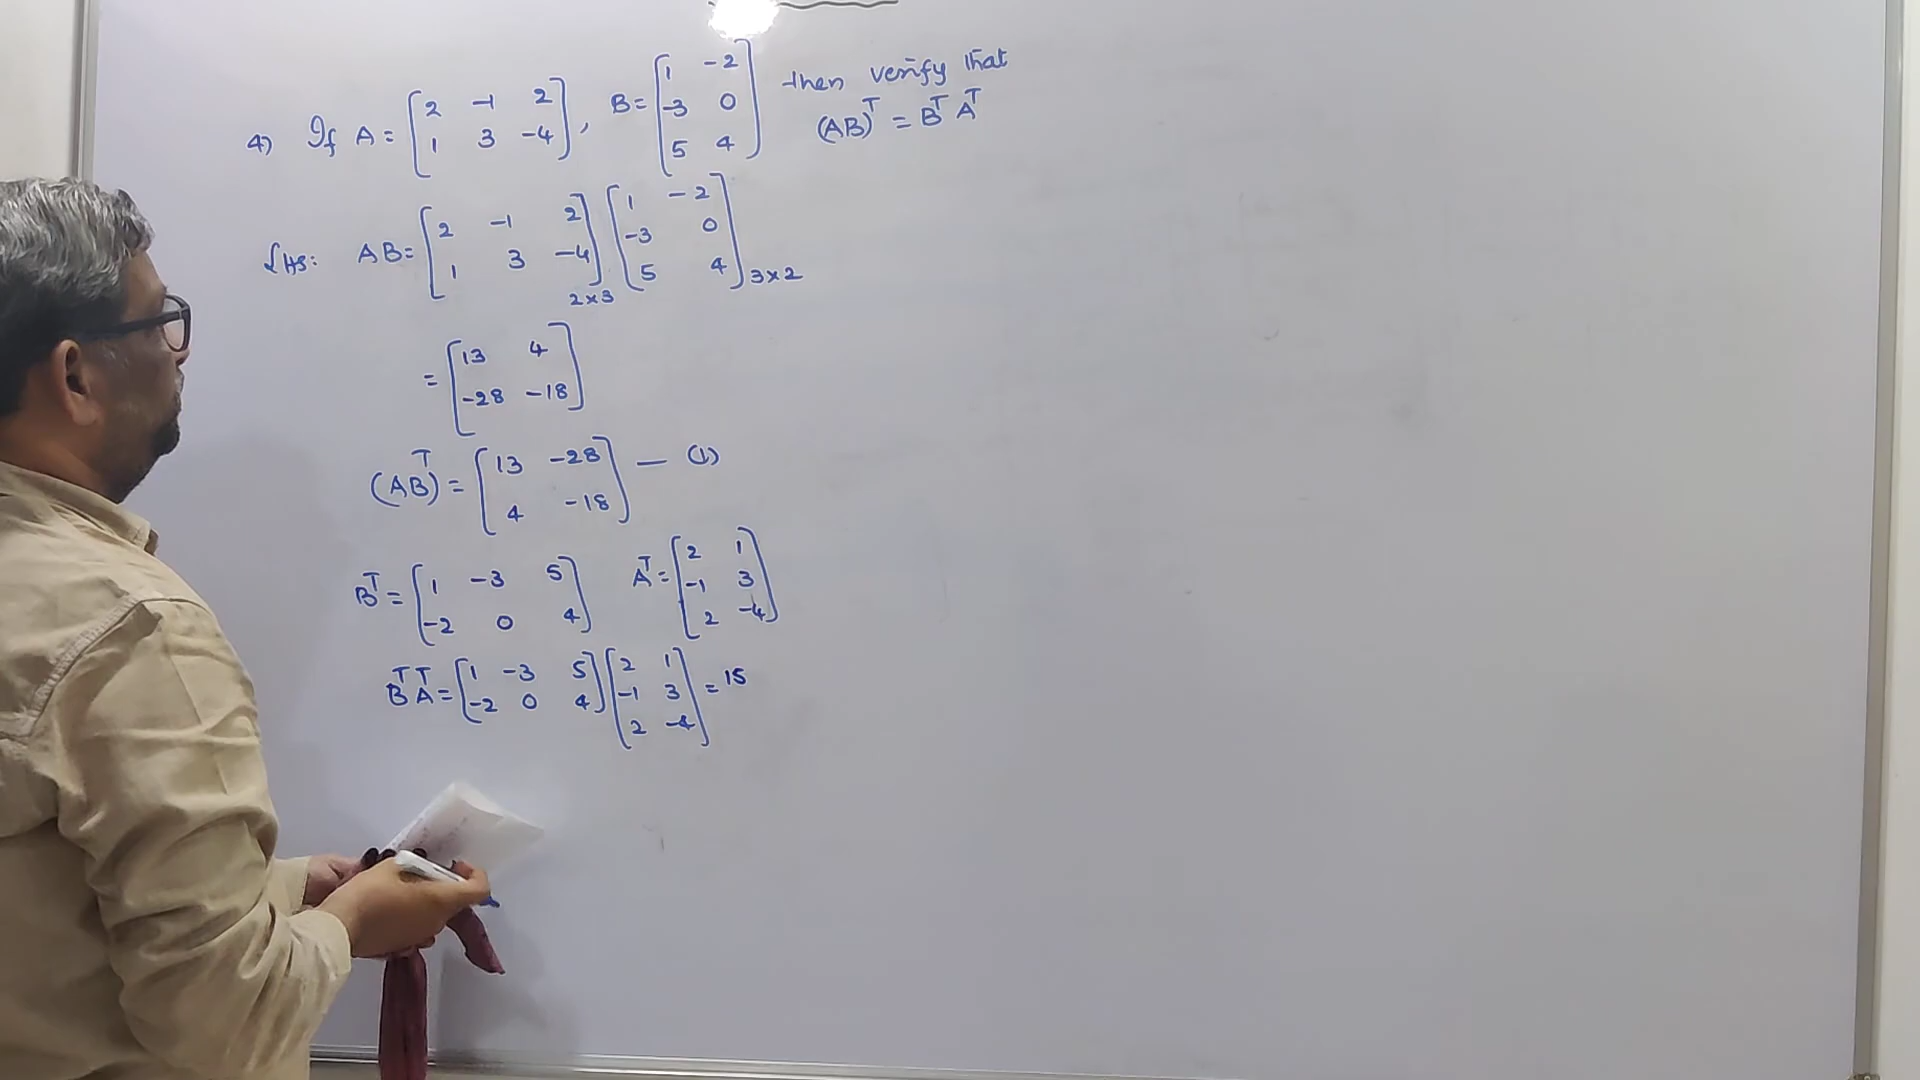 4) If A = [2 -1 2; 1 3 -4], B = [1 -2; -3 0; 5 4] then verify that (AB)^T = B^T A^T
LHS: AB = [2 -1 2; 1 3 -4]2×3 [1 -2; -3 0; 5 4]3×2
= [13 4; -28 -18]
(AB)^T = [13 -28; 4 -18] — (1)
B^T = [1 -3 5; -2 0 4] A^T = [2 1; -1 3; 2 -4]
B^T A^T = [1 -3 5; -2 0 4] [2 1; -1 3; 2 -4] = 15